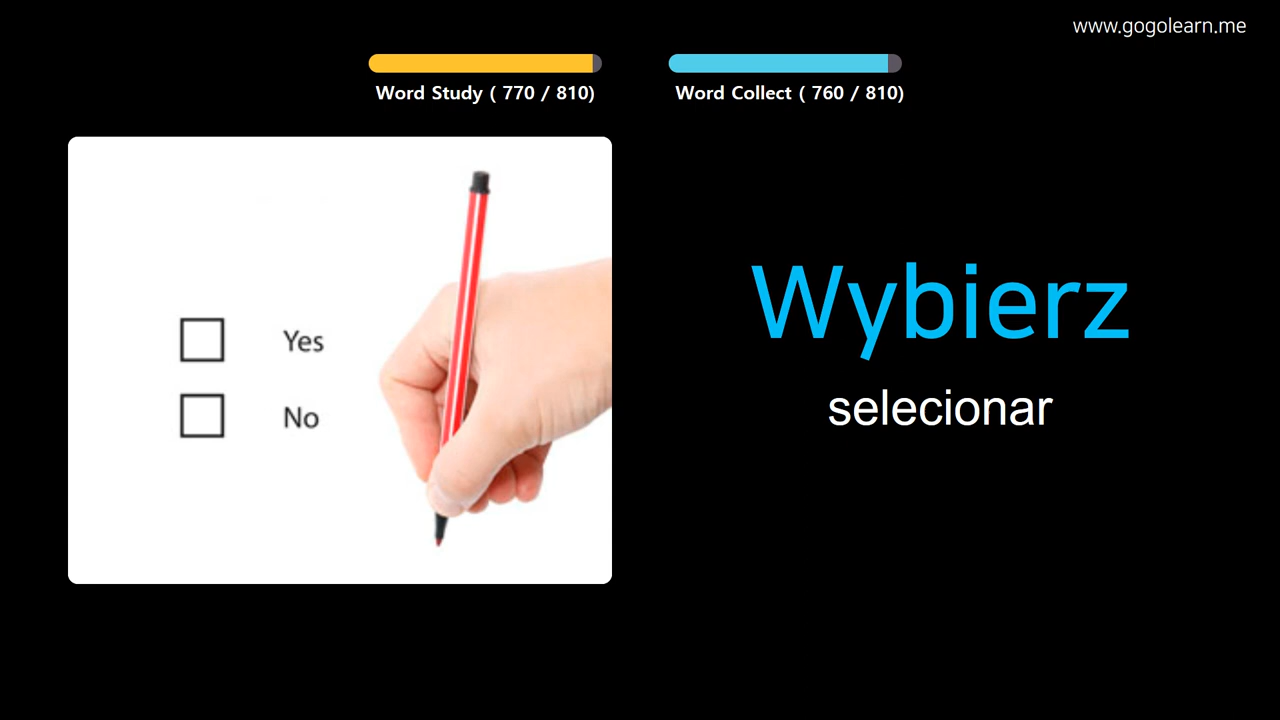 www.gogolearn.me
Word Study ( 770 / 810)
Word Collect ( 760 / 810)
Yes
No
Wybierz
selecionar